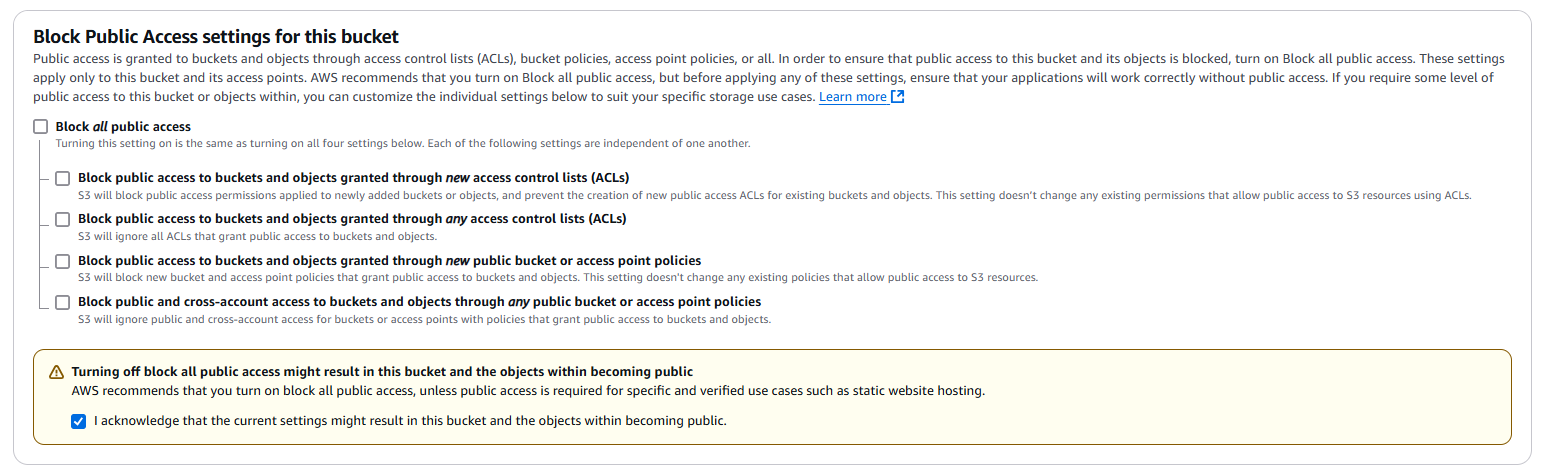 Block Public Access settings for this bucket
Public access is granted to buckets and objects through access control lists (ACLs), bucket policies, access point policies, or all. In order to ensure that public access to this bucket and its objects is blocked, turn on Block all public access. These settings
apply only to this bucket and its access points. AWS recommends that you turn on Block all public access, but before applying any of these settings, ensure that your applications will work correctly without public access. If you require some level of
public access to this bucket or objects within, you can customize the individual settings below to suit your specific storage use cases. Learn more
Block all public access
Turning this setting on is the same as turning on all four settings below. Each of the following settings are independent of one another.
Block public access to buckets and objects granted through new access control lists (ACLs)
S3 will block public access permissions applied to newly added buckets or objects, and prevent the creation of new public access ACLs for existing buckets and objects. This setting doesn't change any existing permissions that allow public access to S3 resources using ACLs.
Block public access to buckets and objects granted through any access control lists (ACLs)
S3 will ignore all ACLs that grant public access to buckets and objects.
Block public access to buckets and objects granted through new public bucket or access point policies
S3 will block new bucket and access point policies that grant public access to buckets and objects. This setting doesn't change any existing policies that allow public access to S3 resources.
Block public and cross-account access to buckets and objects through any public bucket or access point policies
S3 will ignore public and cross-account access for buckets or access points with policies that grant public access to buckets and objects.
Turning off block all public access might result in this bucket and the objects within becoming public
AWS recommends that you turn on block all public access, unless public access is required for specific and verified use cases such as static website hosting.
I acknowledge that the current settings might result in this bucket and the objects within becoming public.